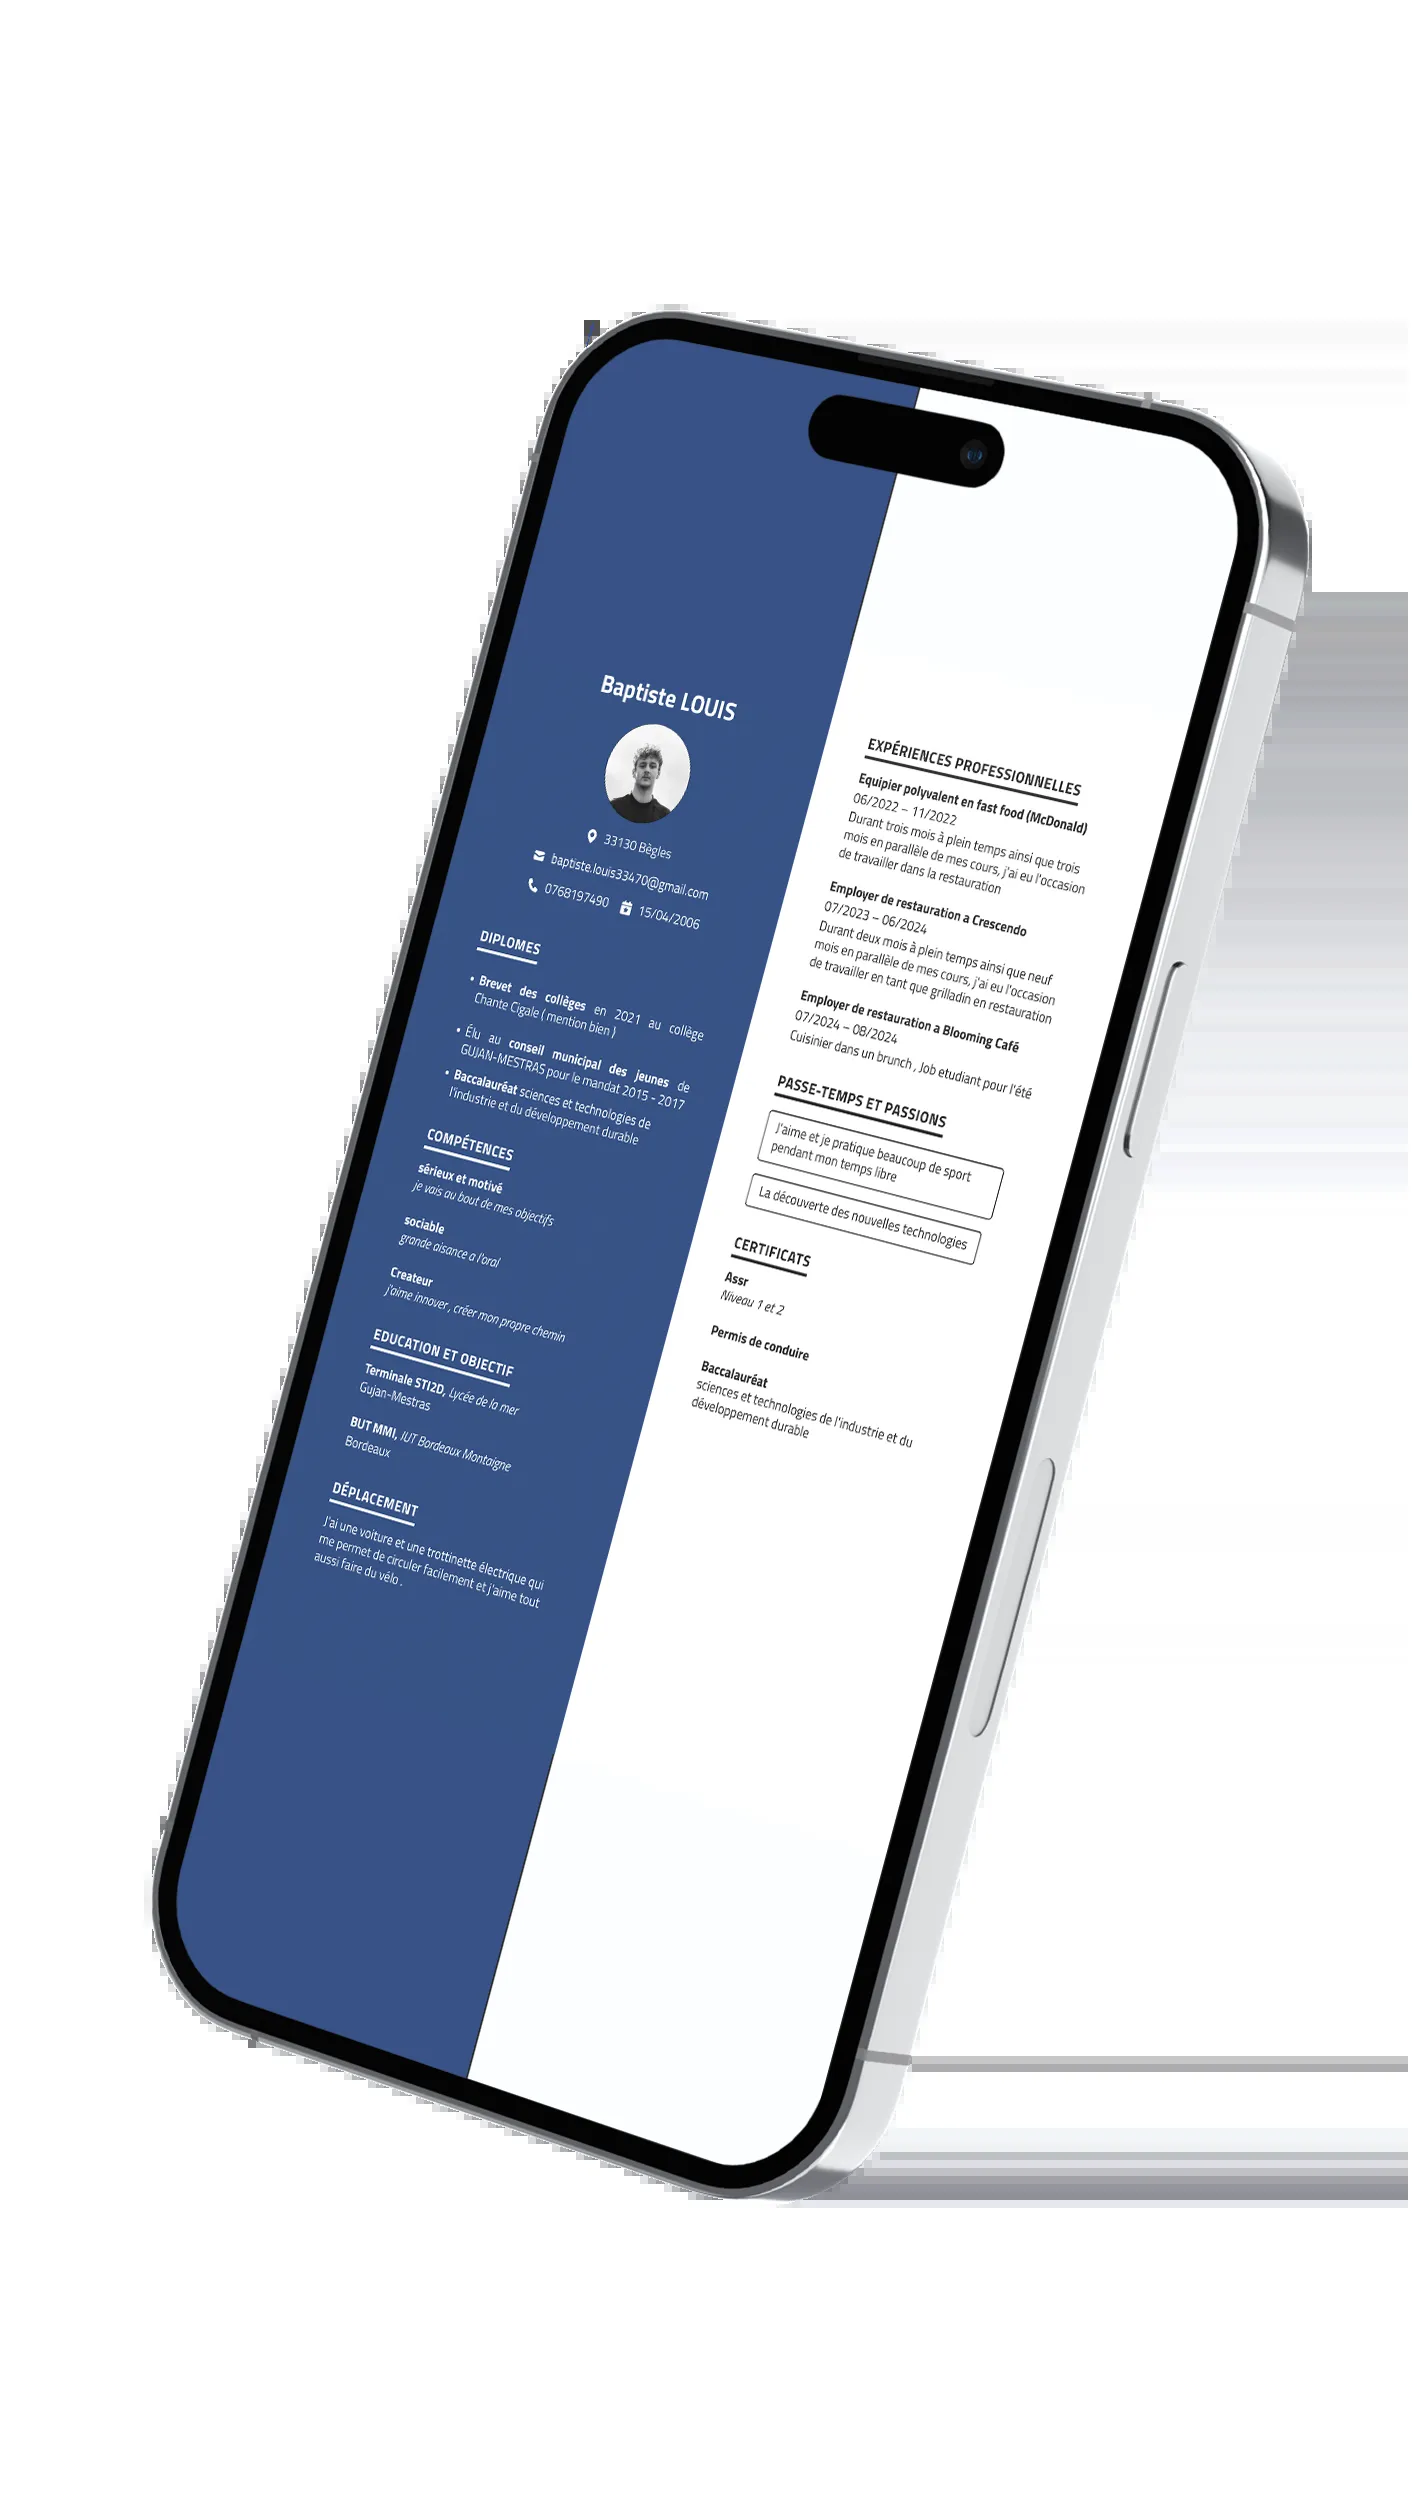 Baptiste LOUIS
33130 Bègles
baptiste.louis33470@gmail.com
0768197490 15/04/2006
DIPLOMES
• Brevet des collèges en 2021 au collège
Chante Cigale ( mention bien )
• Élu au conseil municipal des jeunes de
GUJAN-MESTRAS pour le mandat 2015 - 2017
• Baccalauréat sciences et technologies de
l'industrie et du développement durable
COMPÉTENCES
sérieux et motivé
je vais au bout de mes objectifs
sociable
grande aisance a l'oral
Createur
j'aime innover , créer mon propre chemin
EDUCATION ET OBJECTIF
Terminale STI2D, Lycée de la mer
Gujan-Mestras
BUT MMI, IUT Bordeaux Montaigne
Bordeaux
DÉPLACEMENT
J'ai une voiture et une trottinette électrique qui
me permet de circuler facilement et j'aime tout
aussi faire du vélo .
EXPÉRIENCES PROFESSIONNELLES
Equipier polyvalent en fast food (McDonald)
06/2022 – 11/2022
Durant trois mois à plein temps ainsi que trois
mois en parallèle de mes cours, j'ai eu l'occasion
de travailler dans la restauration
Employer de restauration a Crescendo
07/2023 – 06/2024
Durant deux mois à plein temps ainsi que neuf
mois en parallèle de mes cours, j'ai eu l'occasion
de travailler en tant que grilladin en restauration
Employer de restauration a Blooming Café
07/2024 – 08/2024
Cuisinier dans un brunch , Job etudiant pour l'été
PASSE-TEMPS ET PASSIONS
J'aime et je pratique beaucoup de sport
pendant mon temps libre
La découverte des nouvelles technologies
CERTIFICATS
Assr
Niveau 1 et 2
Permis de conduire
Baccalauréat
sciences et technologies de l'industrie et du
développement durable